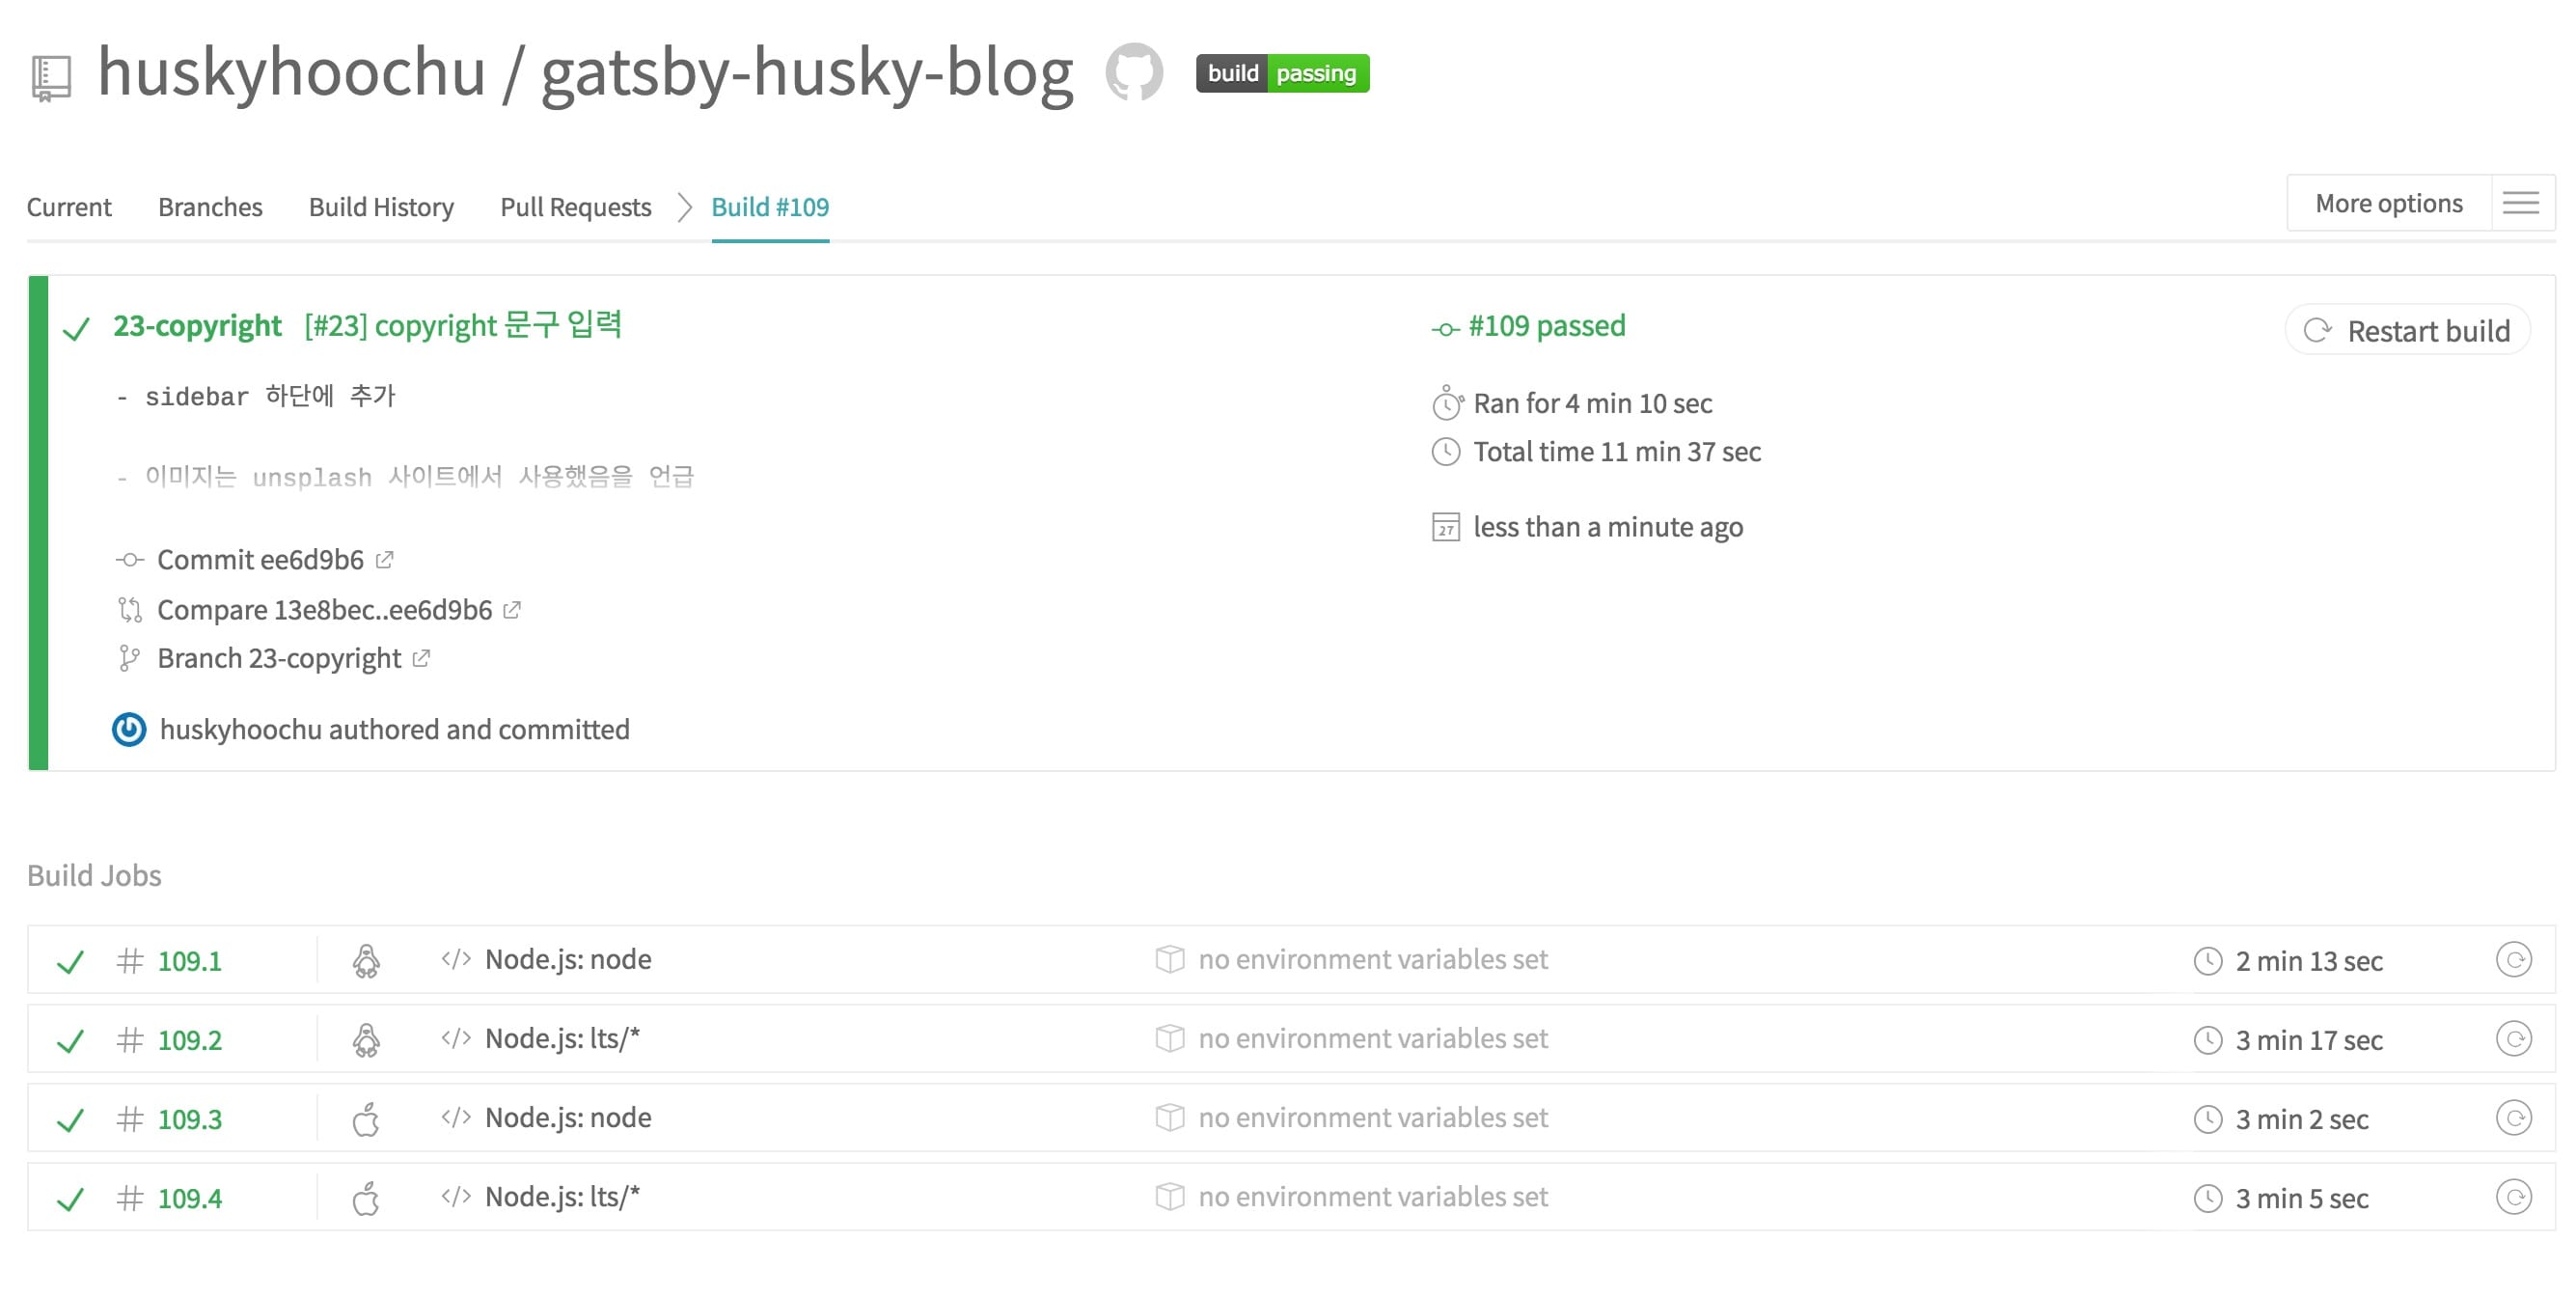 huskyhoochu / gatsby-husky-blog build passing
Current Branches Build History Pull Requests Build #109 More options
23-copyright [#23] copyright 문구 입력
- sidebar 하단에 추가
- 이미지는 unsplash 사이트에서 사용했음을 언급
Commit ee6d9b6
Compare 13e8bec..ee6d9b6
Branch 23-copyright
huskyhoochu authored and committed
#109 passed
Ran for 4 min 10 sec
Total time 11 min 37 sec
27 less than a minute ago
Restart build
Build Jobs
# 109.1 </> Node.js: node no environment variables set 2 min 13 sec
# 109.2 </> Node.js: lts/* no environment variables set 3 min 17 sec
# 109.3 </> Node.js: node no environment variables set 3 min 2 sec
# 109.4 </> Node.js: lts/* no environment variables set 3 min 5 sec